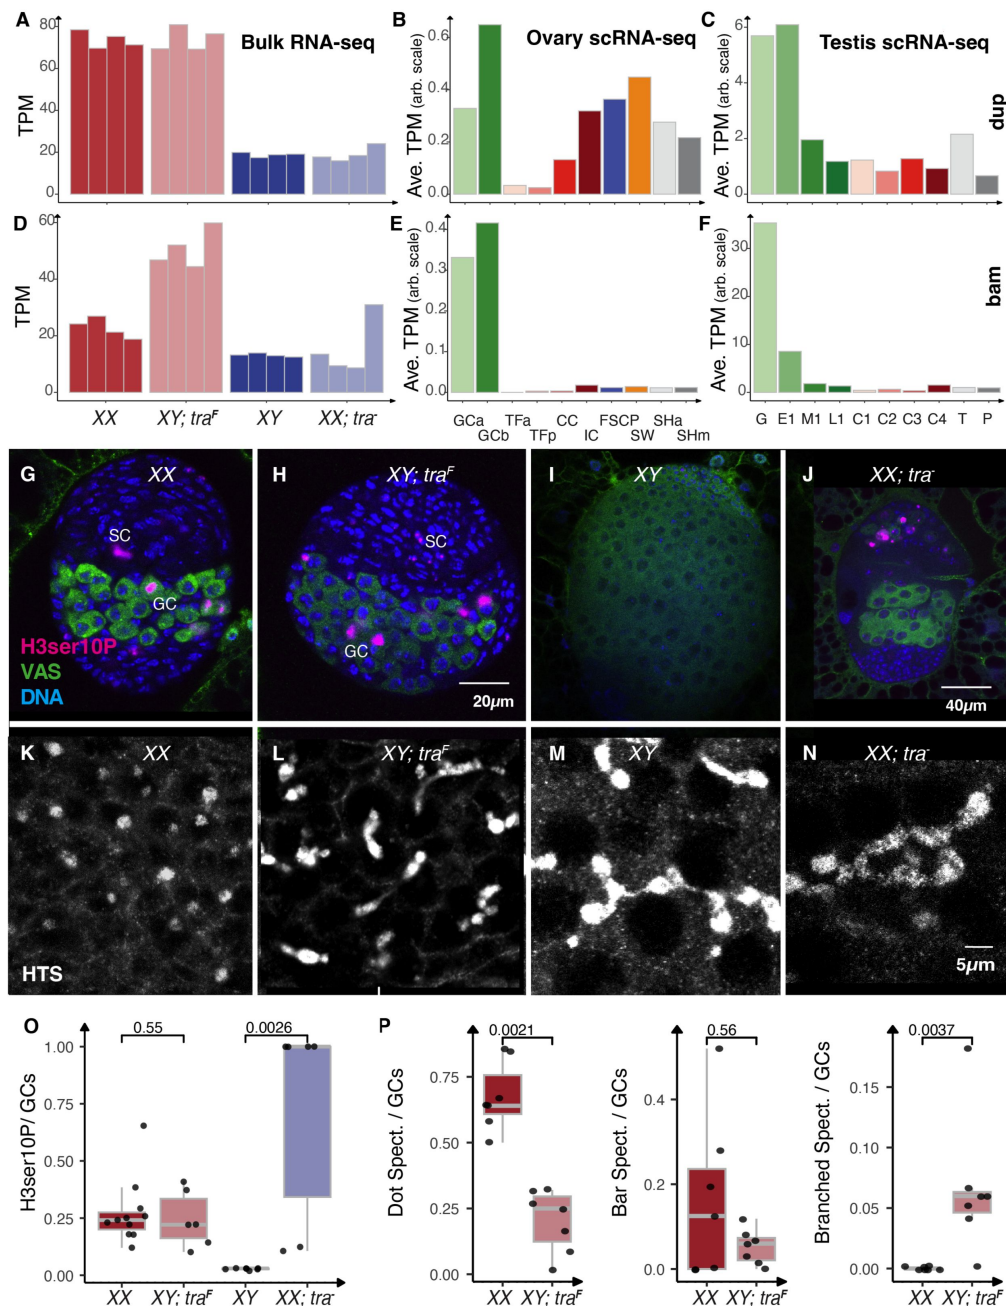 A
Bulk RNA-seq
TPM
80
60
40
20
0
B
Ovary scRNA-seq
Ave. TPM (arb. scale)
0.6
0.4
0.2
0.0
C
Testis scRNA-seq
Ave. TPM (arb. scale)
6
4
2
0
dup
D
TPM
60
40
20
0
XX
XY; traF
XY
XX; tra-
E
Ave. TPM (arb. scale)
0.4
0.3
0.2
0.1
0.0
GCa TFa CC FSCP SHa
GCb TFp IC SW SHm
F
Ave. TPM (arb. scale)
30
20
10
0
G E1 M1 L1 C1 C2 C3 C4 T P
bam
G
XX
SC
GC
H3ser10P
VAS
DNA
H
XY; traF
SC
GC
20µm
I
XY
J
XX; tra-
40µm
K
XX
HTS
L
XY; traF
M
XY
N
XX; tra-
5µm
O
H3ser10P/ GCs
0.55
0.0026
1.00
0.75
0.50
0.25
0.00
XX XY; traF XY XX; tra-
P
Dot Spect. / GCs
0.0021
0.75
0.50
0.25
0.00
XX XY; traF
Bar Spect. / GCs
0.56
0.4
0.2
0.0
XX XY; traF
Branched Spect. / GCs
0.0037
0.15
0.10
0.05
0.00
XX XY; traF